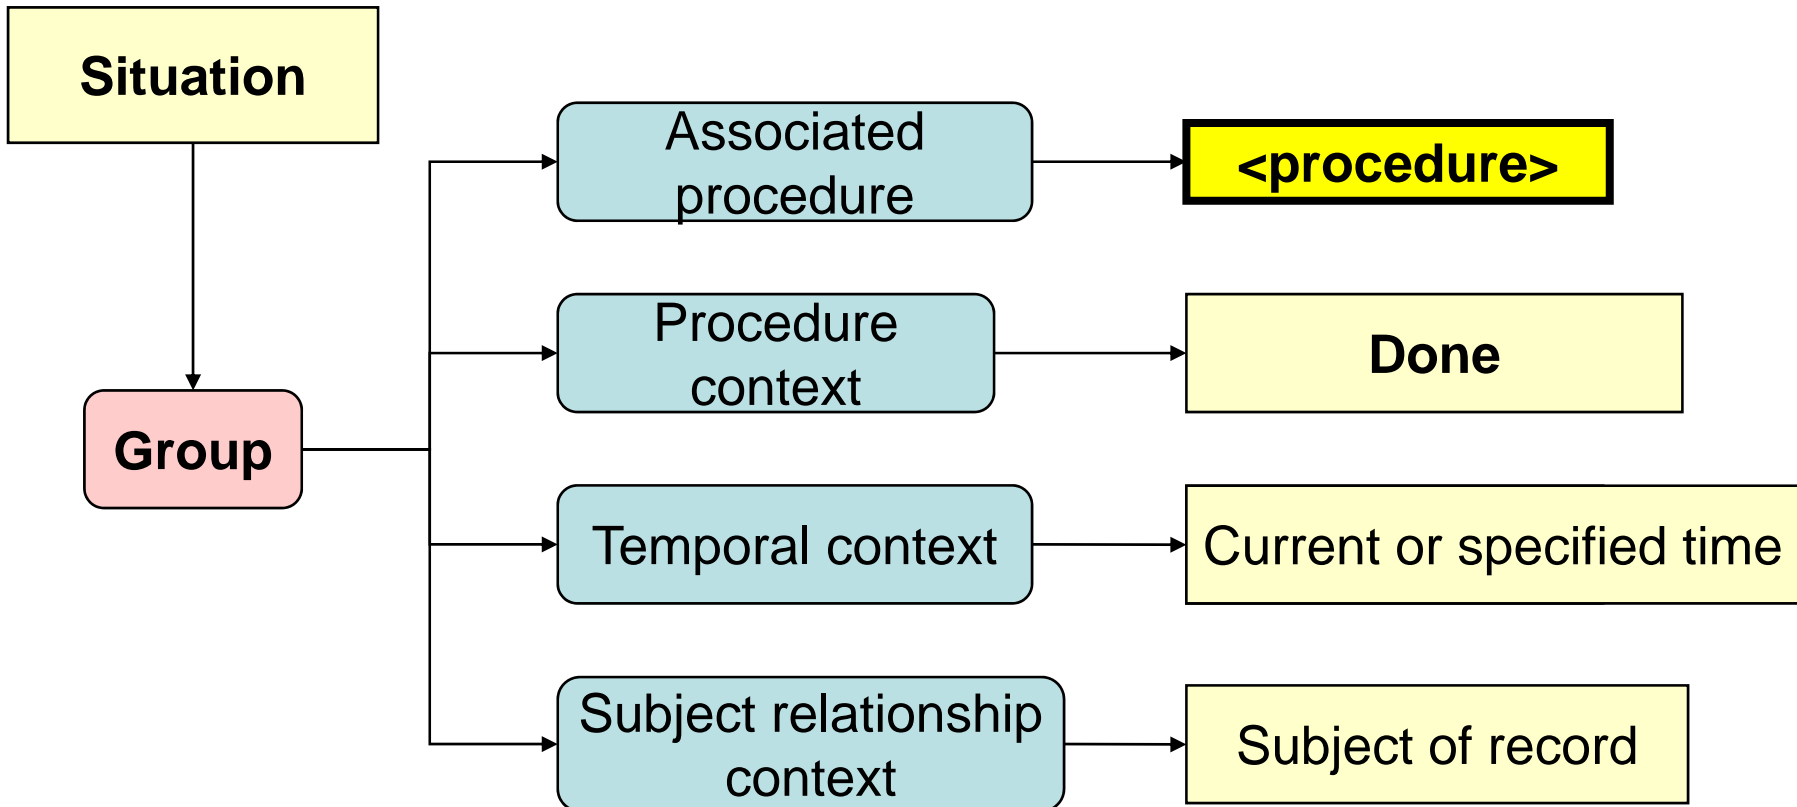 Situation
Associated
procedure
<procedure>
Procedure
context
Done
Group
Temporal context
Current or specified time
Subject relationship
context
Subject of record